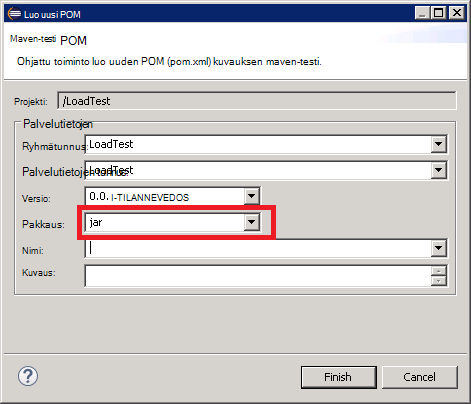 Luo uusi POM
Maven-testi POM
Ohjattu toiminto luo uuden POM (pom.xml) kuvauksen maven-testi.
Projekti: /LoadTest
Palvelutietojen
Ryhmätunnus: LoadTest
Palvelutietojen tunnus: LoadTest
Versio: 0.0. I-TILANNEVEDOS
Pakkaus: jar
Nimi:
Kuvaus:
? Finish Cancel